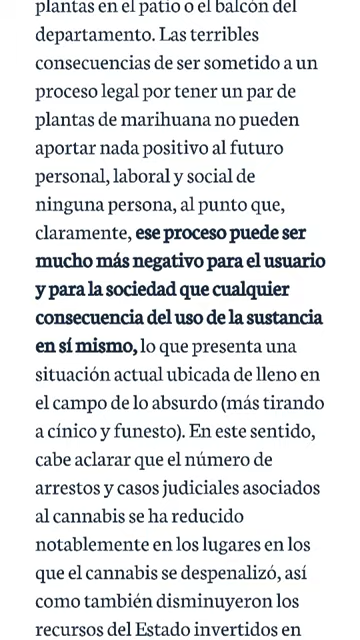 plantas en el patio o el balcón del
departamento. Las terribles
consecuencias de ser sometido a un
proceso legal por tener un par de
plantas de marihuana no pueden
aportar nada positivo al futuro
personal, laboral y social de
ninguna persona, al punto que,
claramente, ese proceso puede ser
mucho más negativo para el usuario
y para la sociedad que cualquier
consecuencia del uso de la sustancia
en sí mismo, lo que presenta una
situación actual ubicada de lleno en
el campo de lo absurdo (más tirando
a cínico y funesto). En este sentido,
cabe aclarar que el número de
arrestos y casos judiciales asociados
al cannabis se ha reducido
notablemente en los lugares en los
que el cannabis se despenalizó, así
como también disminuyeron los
recursos del Estado invertidos en